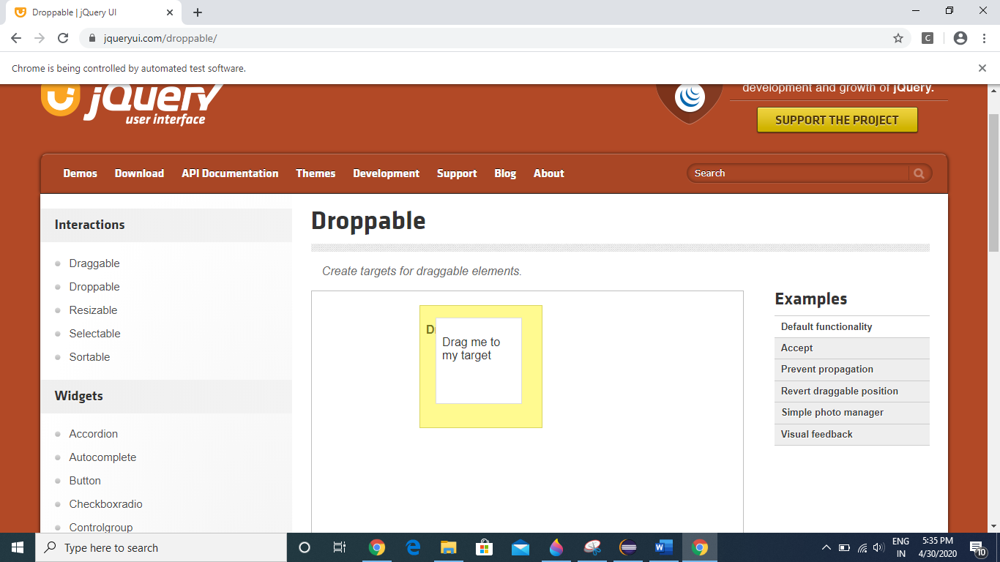 Droppable | jQuery UI
jqueryui.com/droppable/
C
Chrome is being controlled by automated test software.
jQuery
user interface
development and growth of jQuery.
SUPPORT THE PROJECT
Demos Download API Documentation Themes Development Support Blog About
Search
Interactions
Draggable
Droppable
Resizable
Selectable
Sortable
Widgets
Accordion
Autocomplete
Button
Checkboxradio
Controlgroup
Droppable
Create targets for draggable elements.
Drag me to
my target
Examples
Default functionality
Accept
Prevent propagation
Revert draggable position
Simple photo manager
Visual feedback
Type here to search
ENG
IN
5:35 PM
4/30/2020
10